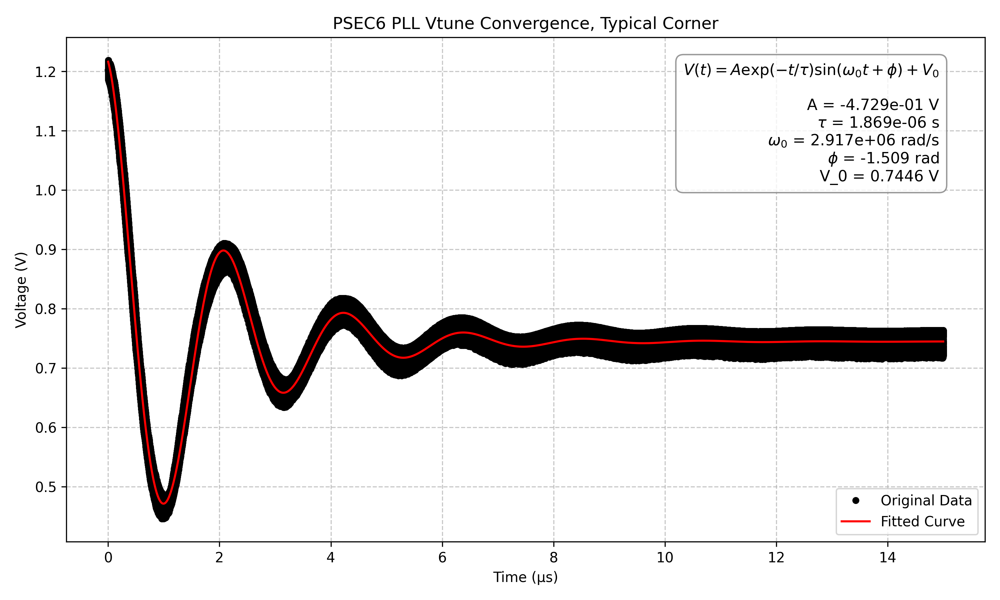 PSEC6 PLL Vtune Convergence, Typical Corner
Voltage (V)
1.2
1.1
1.0
0.9
0.8
0.7
0.6
0.5
V(t) = Aexp(−t/τ)sin(ω₀t + ϕ) + V₀
A = -4.729e-01 V
τ = 1.869e-06 s
ω₀ = 2.917e+06 rad/s
ϕ = -1.509 rad
V_0 = 0.7446 V
Original Data
Fitted Curve
0 2 4 6 8 10 12 14
Time (µs)